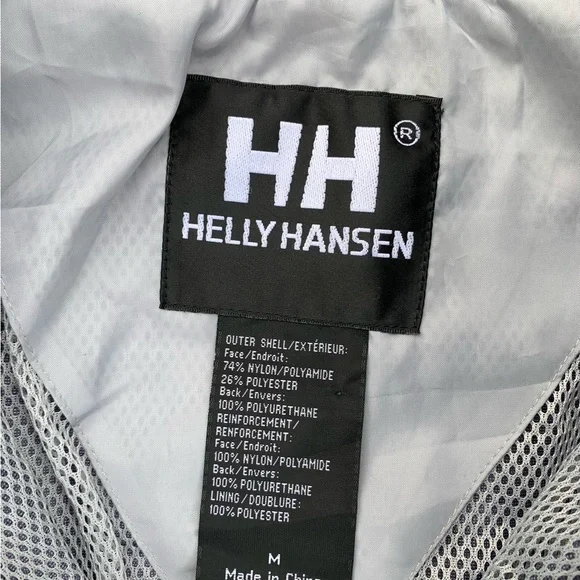 HH®
HELLY HANSEN
OUTER SHELL/EXTÉRIEUR:
Face/Endroit:
74% NYLON/POLYAMIDE
26% POLYESTER
Back/Envers:
100% POLYURETHANE
REINFORCEMENT/
RENFORCEMENT:
Face/Endroit:
100% NYLON/POLYAMIDE
Back/Envers:
100% POLYURETHANE
LINING/DOUBLURE:
100% POLYESTER
M
Made in China